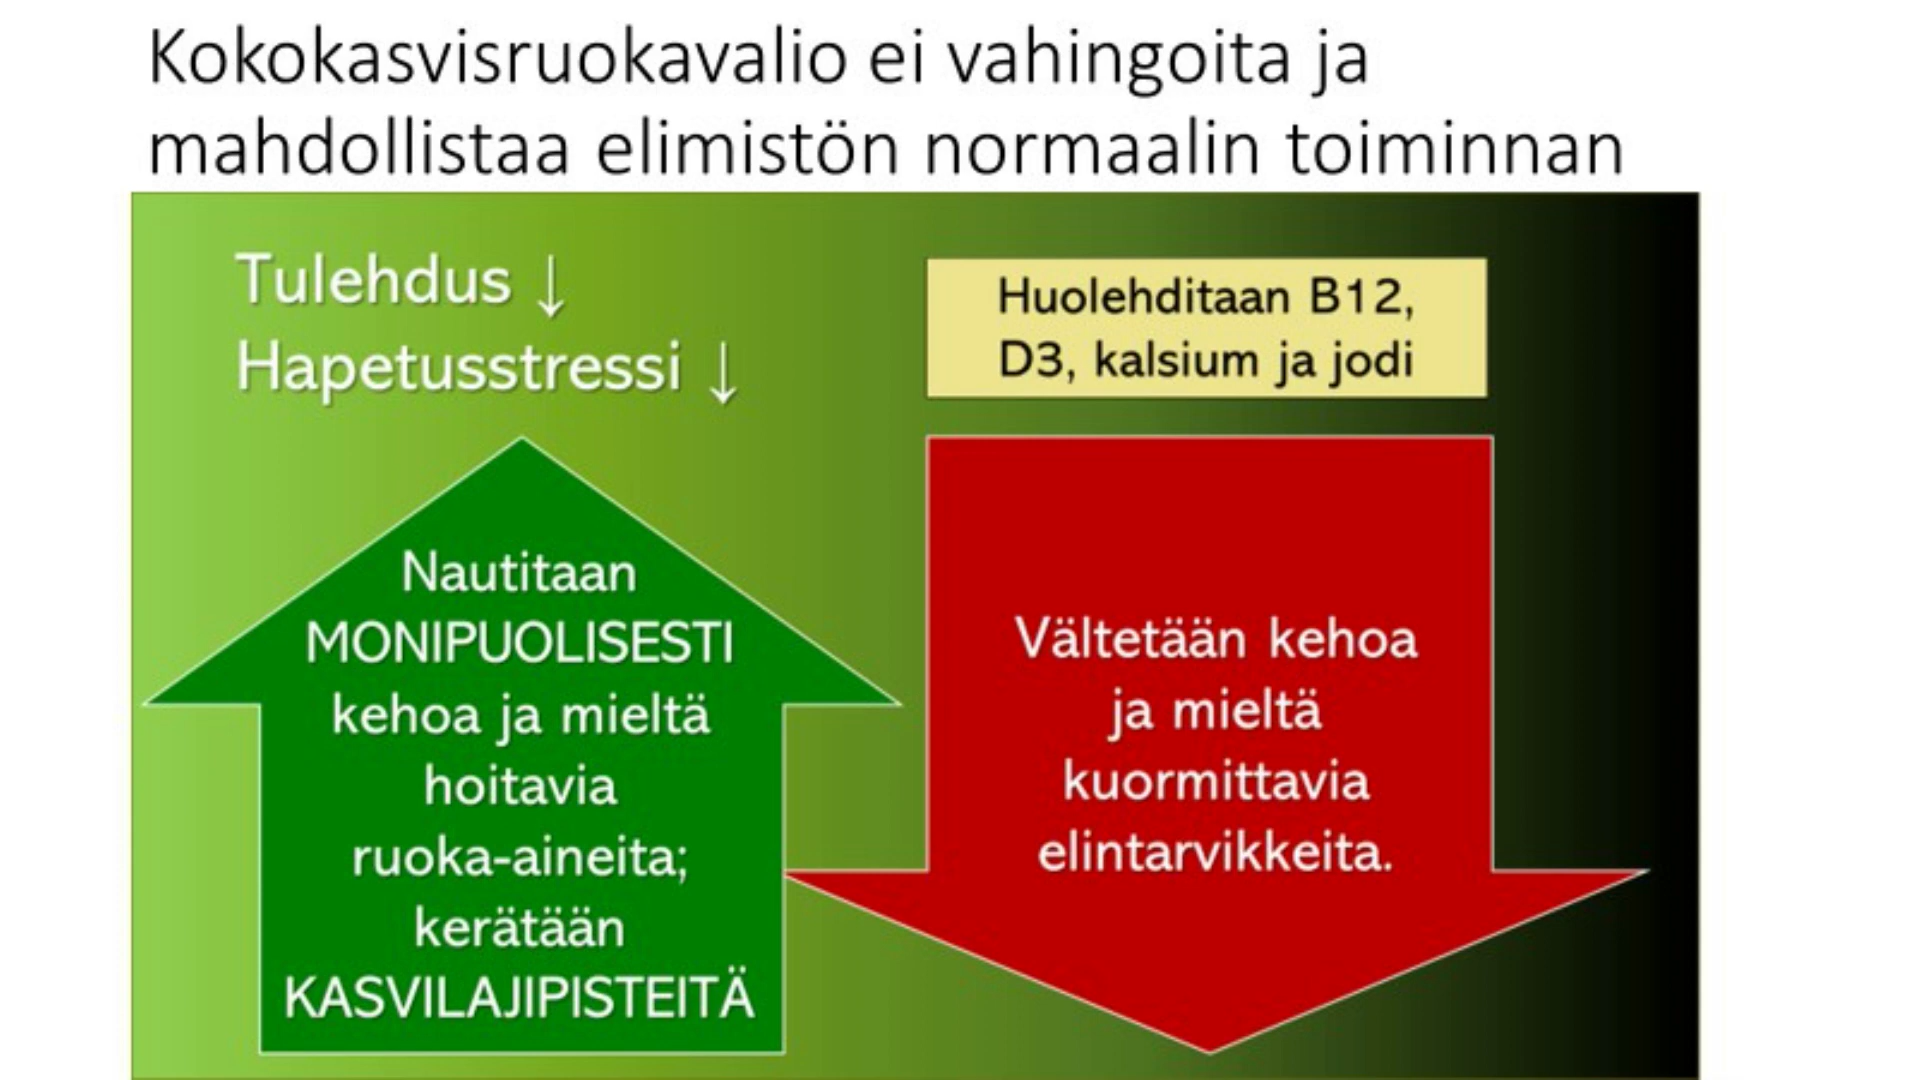 Kokokasvisruokavalio ei vahingoita ja
mahdollistaa elimistön normaalin toiminnan
Tulehdus ↓
Hapetusstressi ↓
Huolehditaan B12,
D3, kalsium ja jodi
Nautitaan
MONIPUOLISESTI
kehoa ja mieltä
hoitavia
ruoka-aineita;
kerätään
KASVILAJIPISTEITÄ
Vältetään kehoa
ja mieltä
kuormittavia
elintarvikkeita.